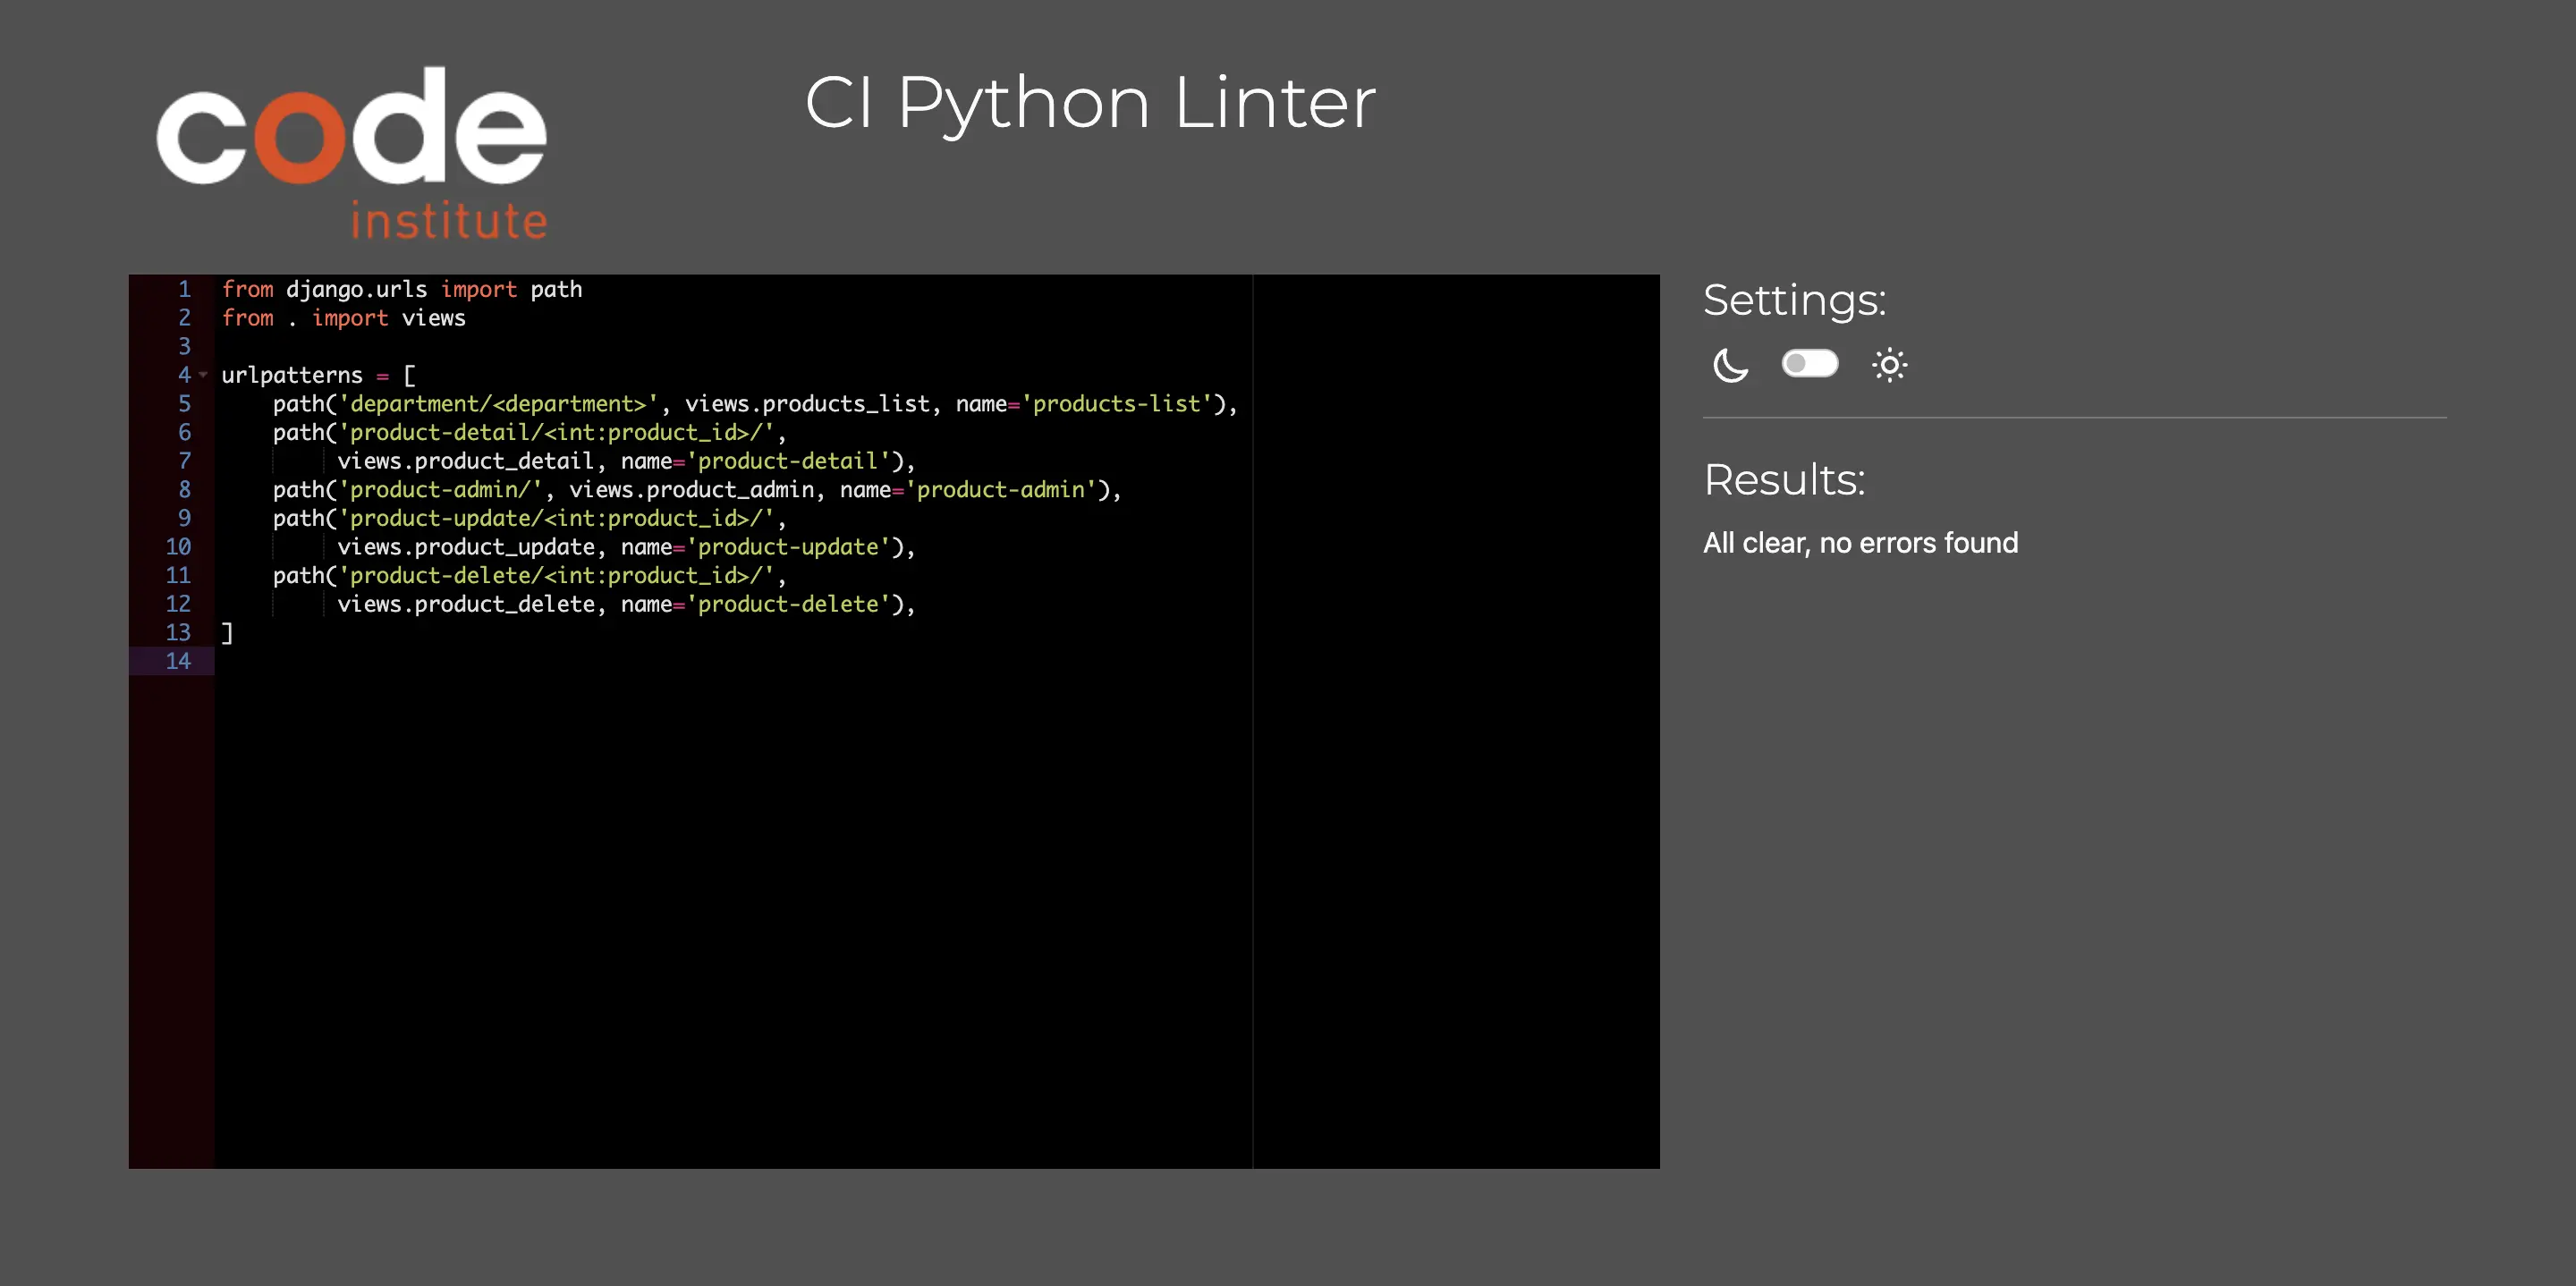 code
institute
CI Python Linter
1 from django.urls import path
2 from . import views
3
4 urlpatterns = [
5     path('department/<department>', views.products_list, name='products-list'),
6     path('product-detail/<int:product_id>/',
7          views.product_detail, name='product-detail'),
8     path('product-admin/', views.product_admin, name='product-admin'),
9     path('product-update/<int:product_id>/',
10          views.product_update, name='product-update'),
11     path('product-delete/<int:product_id>/',
12          views.product_delete, name='product-delete'),
13 ]
14
Settings:
Results:
All clear, no errors found